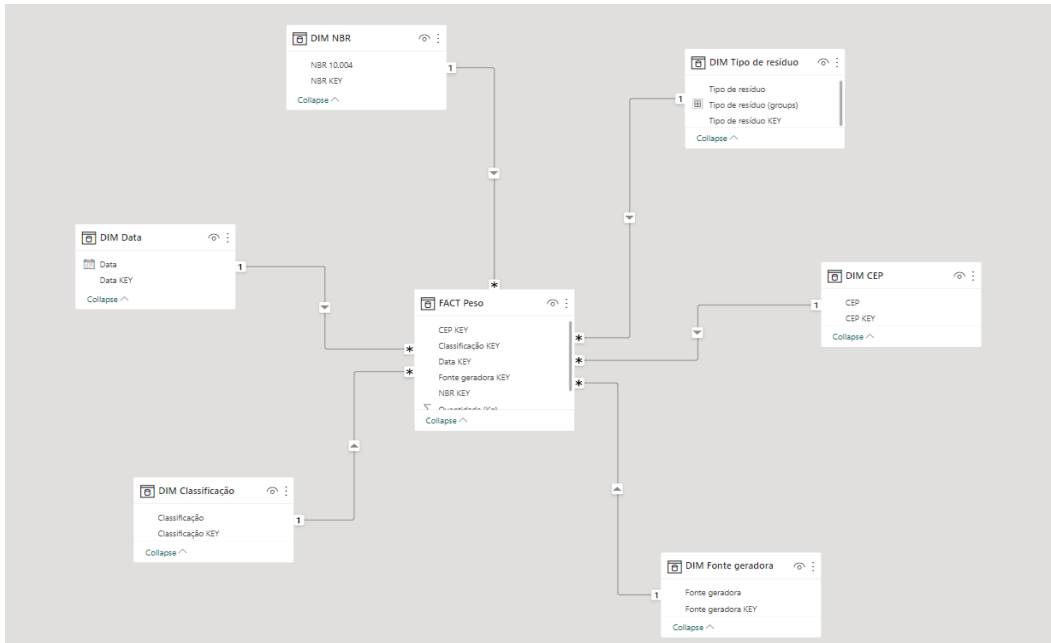 DIM NBR
NBR 10.004
NBR KEY
Collapse
DIM Tipo de resíduo
Tipo de resíduo
Tipo de resíduo (groups)
Tipo de resíduo KEY
Collapse
1
1
DIM Data
Data
Data KEY
Collapse
1
DIM CEP
CEP
CEP KEY
Collapse
1
FACT Peso
CEP KEY
Classificação KEY
Data KEY
Fonte geradora KEY
NBR KEY
Σ Quantidade (Kg)
Collapse
*
*
*
*
*
*
DIM Classificação
Classificação
Classificação KEY
Collapse
1
DIM Fonte geradora
Fonte geradora
Fonte geradora KEY
Collapse
1